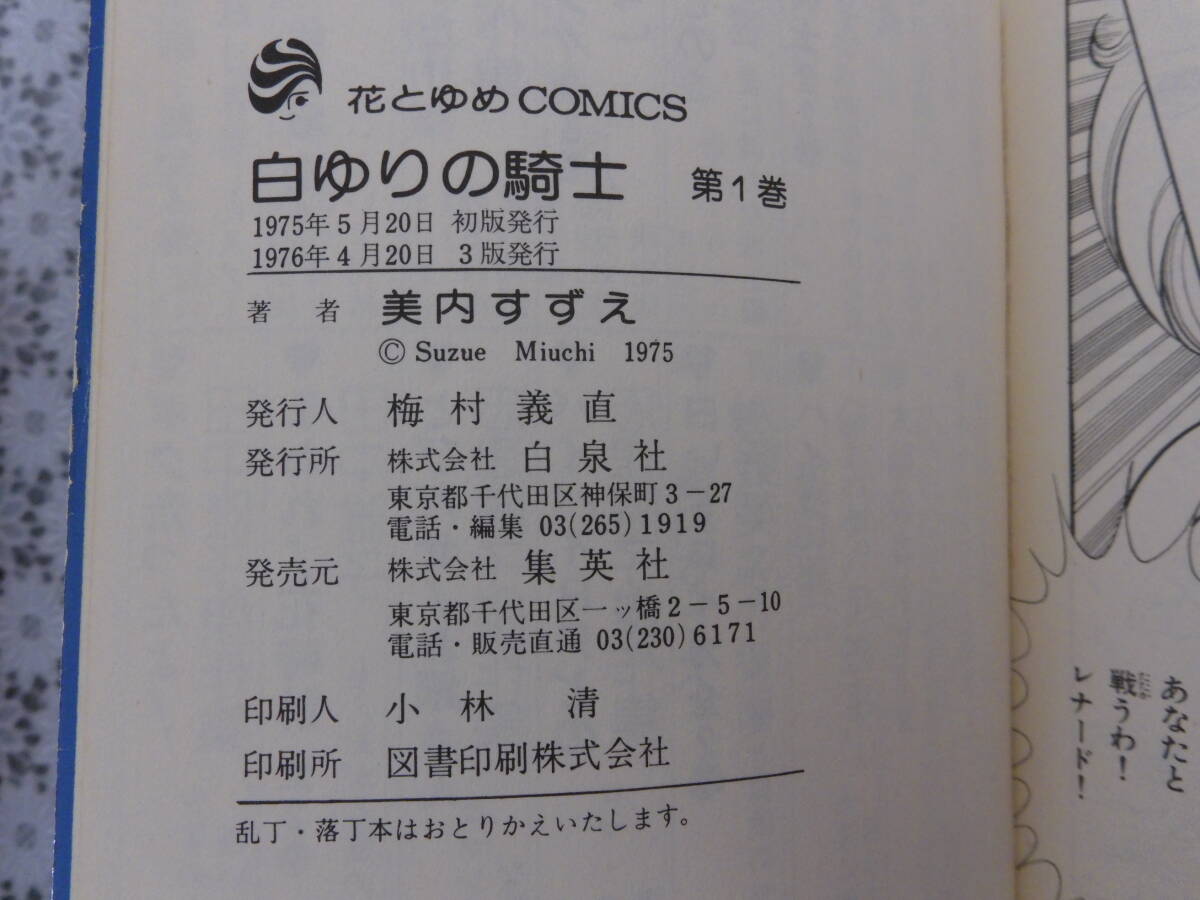 花とゆめ COMICS
白ゆりの騎士 第1巻
1975年5月20日 初版発行
1976年4月20日 3版発行
著 者 美内すずえ
© Suzue Miuchi 1975
発行人 梅村義直
発行所 株式会社 白泉社
東京都千代田区神保町3−27
電話・編集 03(265)1919
発売元 株式会社 集英社
東京都千代田区一ッ橋2−5−10
電話・販売直通 03(230)6171
印刷人 小林 清
印刷所 図書印刷株式会社
乱丁・落丁本はおとりかえいたします。
あなたと
戦うわ!
レナード!